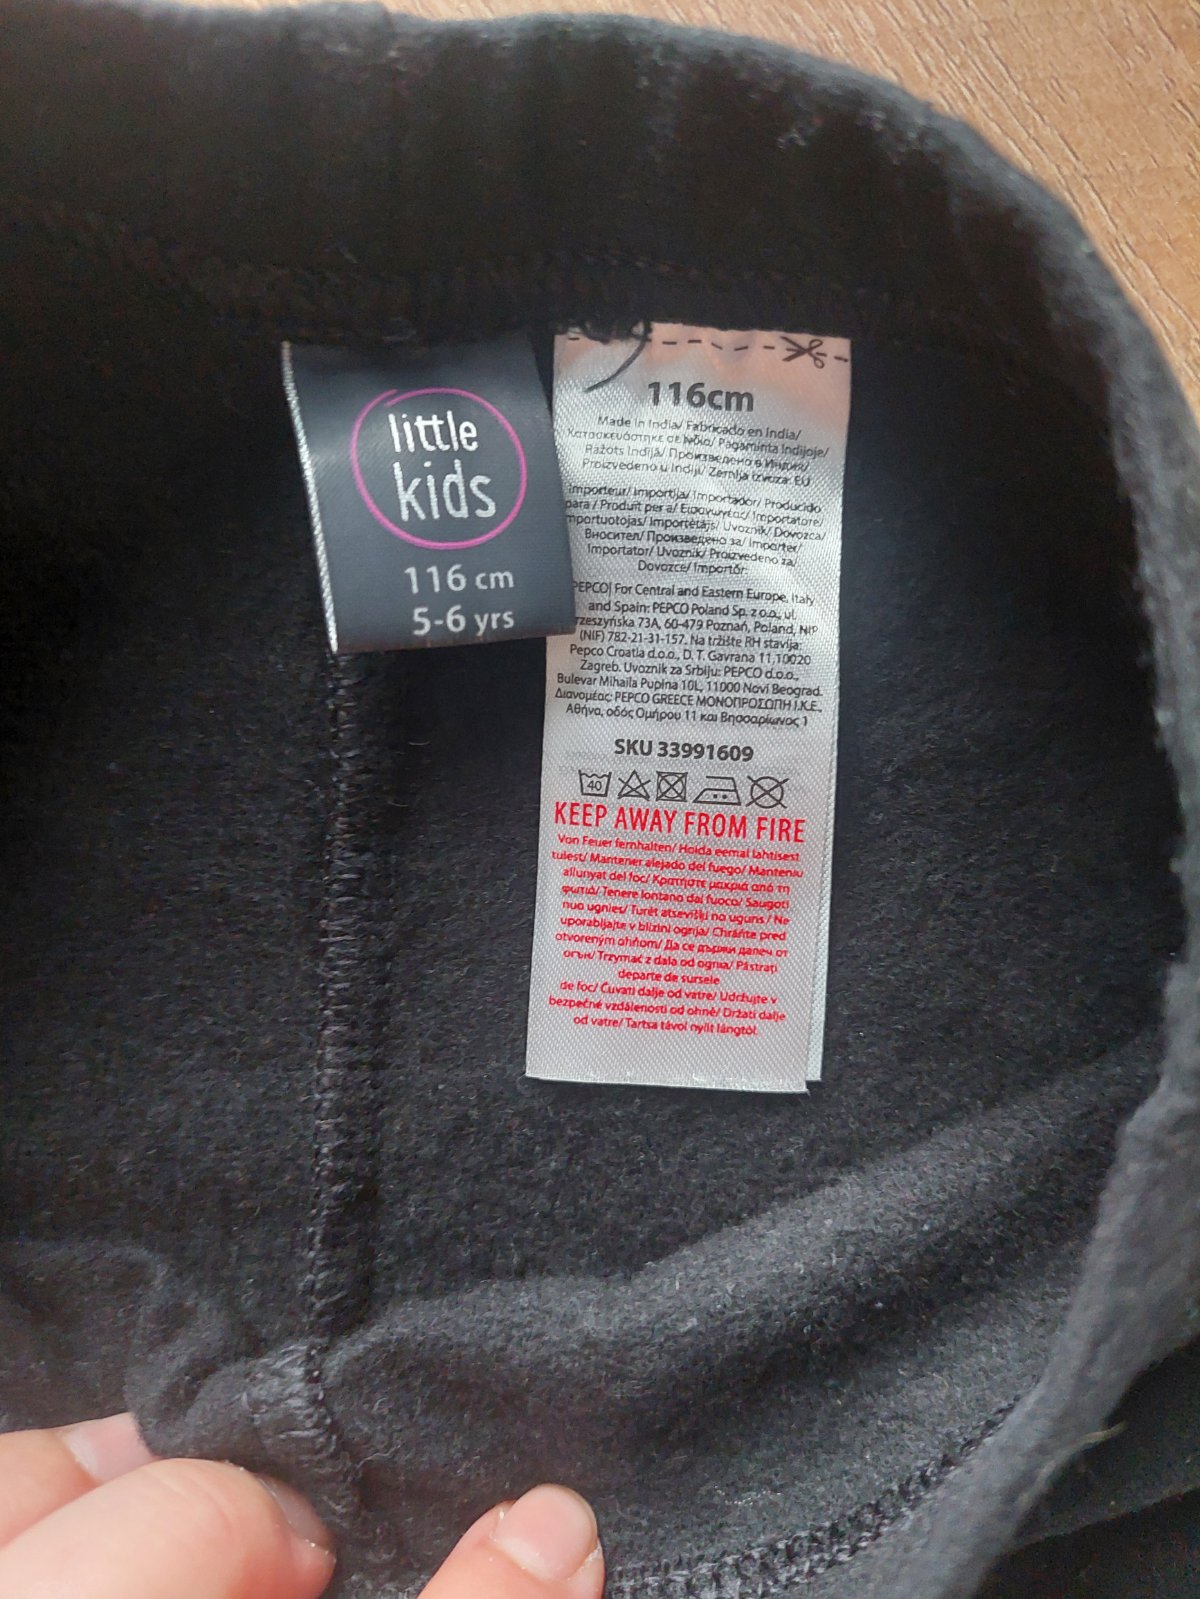 little
kids
116 cm
5-6 yrs
116cm
Made in India/ Fabricado en India/
Κατασκευάστηκε σε Ινδία/ Pagaminta Indijoje/
Ražots Indijā/ Произведено в Индия/
Proizvedeno u Indiji/ Zemlja izvoza: EU
Importeur/ Importija/ Importador/ Producido
para / Produit per a/ Εισαγωγέας/ Importatore/
Importuotojas/ Importētājs/ Uvoznik/ Dovozca/
Вносител/ Произведено за/ Importer/
Importator/ Uvoznik/ Proizvedeno za/
Dovozce/ Importőr:
PEPCO| For Central and Eastern Europe, Italy
and Spain: PEPCO Poland Sp. z o.o., ul.
rzeszyńska 73A, 60-479 Poznań, Poland, NIP
(NIF) 782-21-31-157. Na tržište RH stavlja:
Pepco Croatia d.o.o., D. T. Gavrana 11,10020
Zagreb. Uvoznik za Srbiju: PEPCO d.o.o.,
Bulevar Mihaila Pupina 10L, 11000 Novi Beograd.
Διανομέας: PEPCO GREECE ΜΟΝΟΠΡΟΣΩΠΗ Ι.Κ.Ε.,
Αθήνα, οδός Ομήρου 11 και Βησσαρίωνος 1
SKU 33991609
40
KEEP AWAY FROM FIRE
Von Feuer fernhalten/ Hoida eemal lahtisest
tulest/ Mantener alejado del fuego/ Manteniu
allunyat del foc/ Κρατήστε μακριά από τη
φωτιά/ Tenere lontano dal fuoco/ Saugoti
nuo ugnies/ Turēt atsevišķi no uguns / Ne
uporabljajte v bližini ognja/ Chráňte pred
otvoreným ohňom/ Да се държи далеч от
огън/ Trzymać z dala od ognia/ Păstrați
departe de sursele
de foc/ Čuvati dalje od vatre/ Udržujte v
bezpečné vzdálenosti od ohně/ Držati dalje
od vatre/ Tartsa távol nyílt lángtól